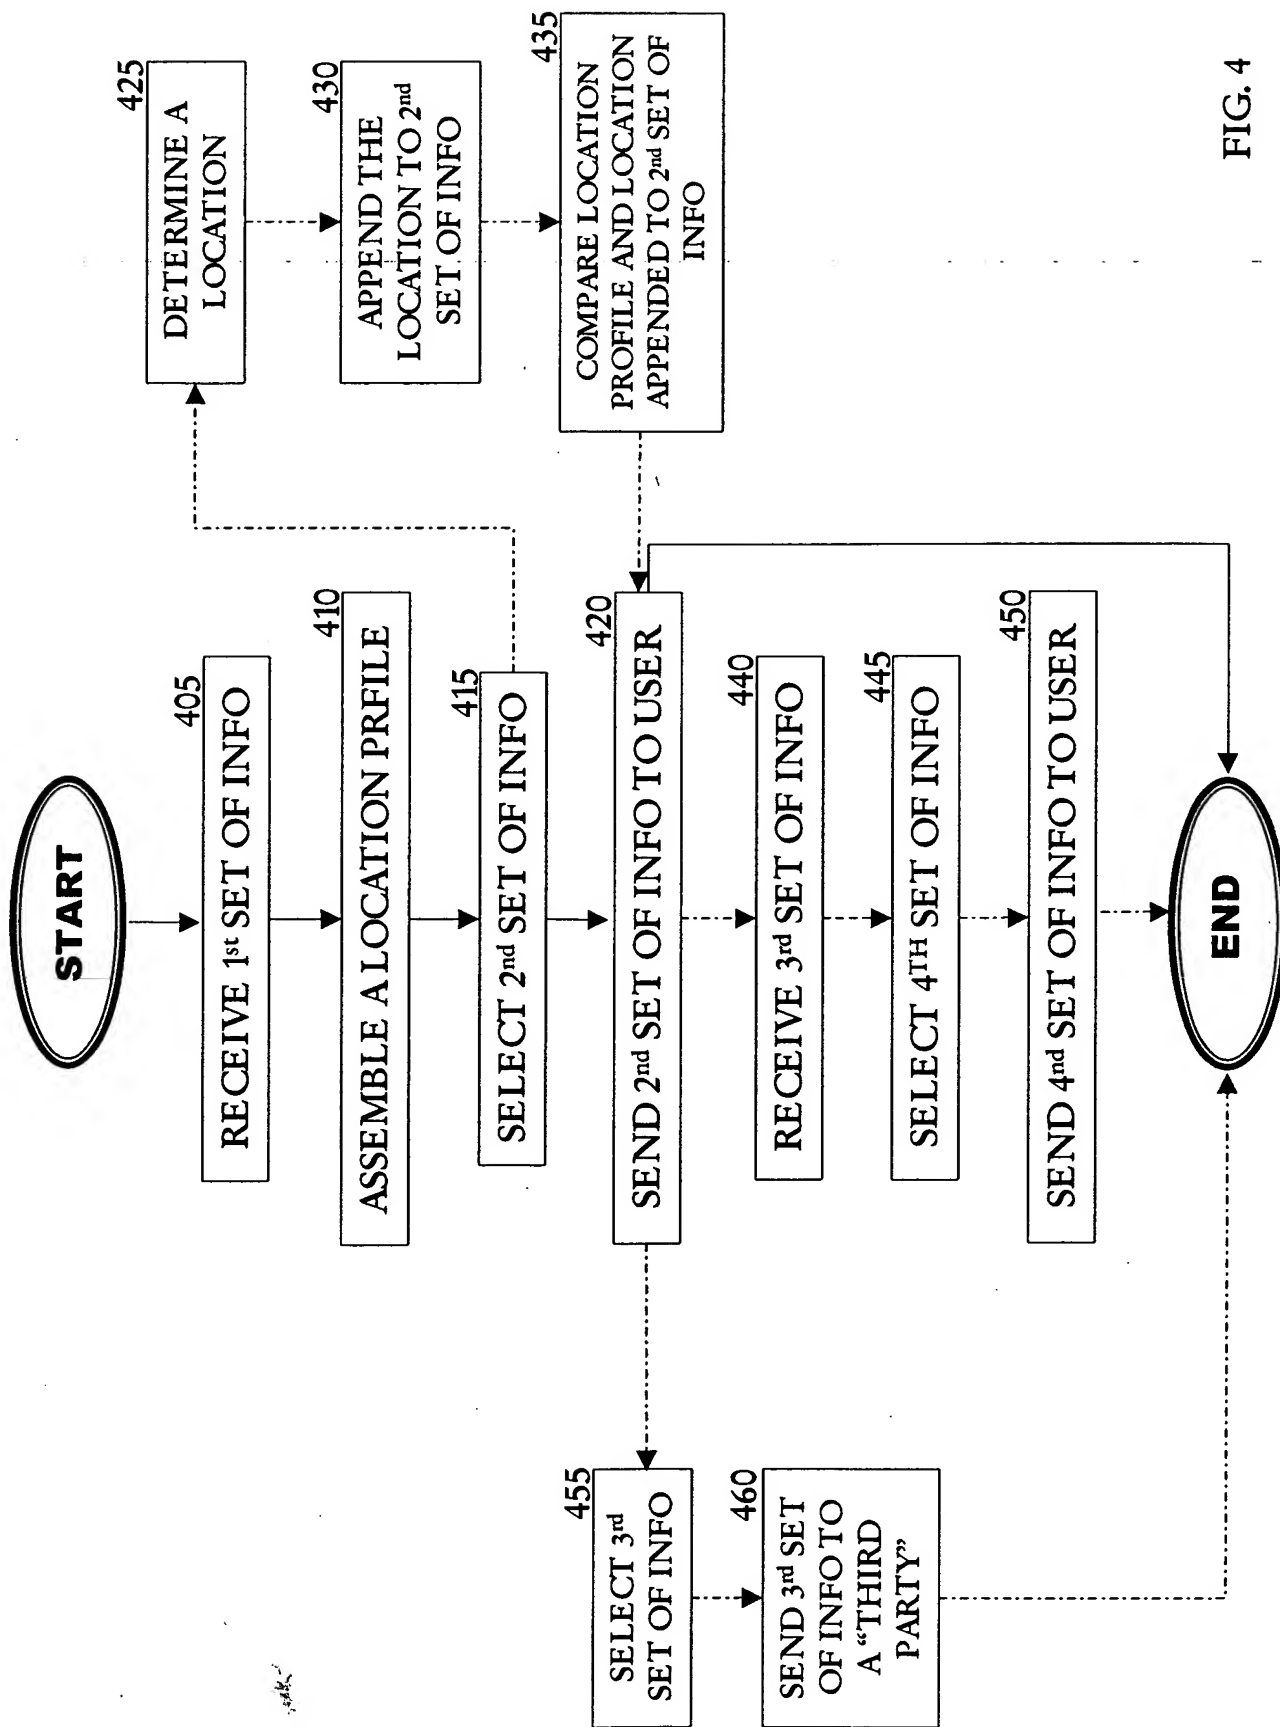 START
405
RECEIVE 1st SET OF INFO
410
ASSEMBLE A LOCATION PRFILE
415
SELECT 2nd SET OF INFO
420
SEND 2nd SET OF INFO TO USER
425
DETERMINE A
LOCATION
430
APPEND THE
LOCATION TO 2nd
SET OF INFO
435
COMPARE LOCATION
PROFILE AND LOCATION
APPENDED TO 2nd SET OF
INFO
440
RECEIVE 3rd SET OF INFO
445
SELECT 4TH SET OF INFO
450
SEND 4nd SET OF INFO TO USER
455
SELECT 3rd
SET OF INFO
460
SEND 3rd SET
OF INFO TO
A “THIRD
PARTY”
END
FIG. 4